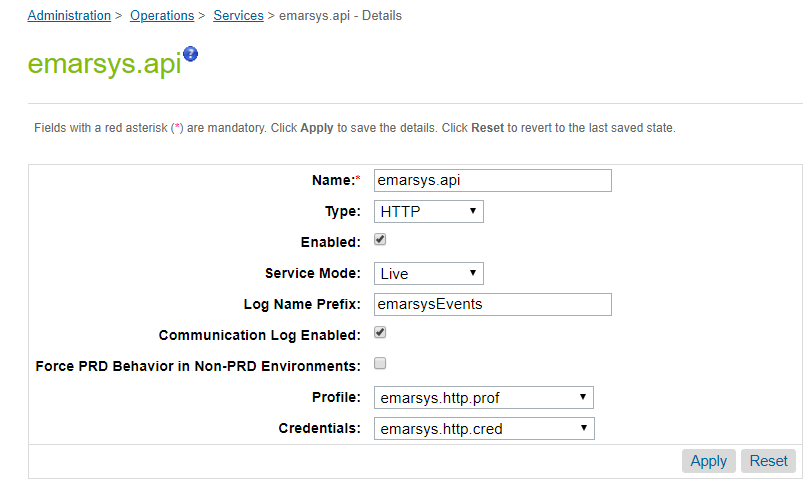 Administration > Operations > Services > emarsys.api - Details
emarsys.api?
Fields with a red asterisk (*) are mandatory. Click Apply to save the details. Click Reset to revert to the last saved state.
Name:* emarsys.api
Type: HTTP
Enabled:
Service Mode: Live
Log Name Prefix: emarsysEvents
Communication Log Enabled:
Force PRD Behavior in Non-PRD Environments:
Profile: emarsys.http.prof
Credentials: emarsys.http.cred
Apply Reset